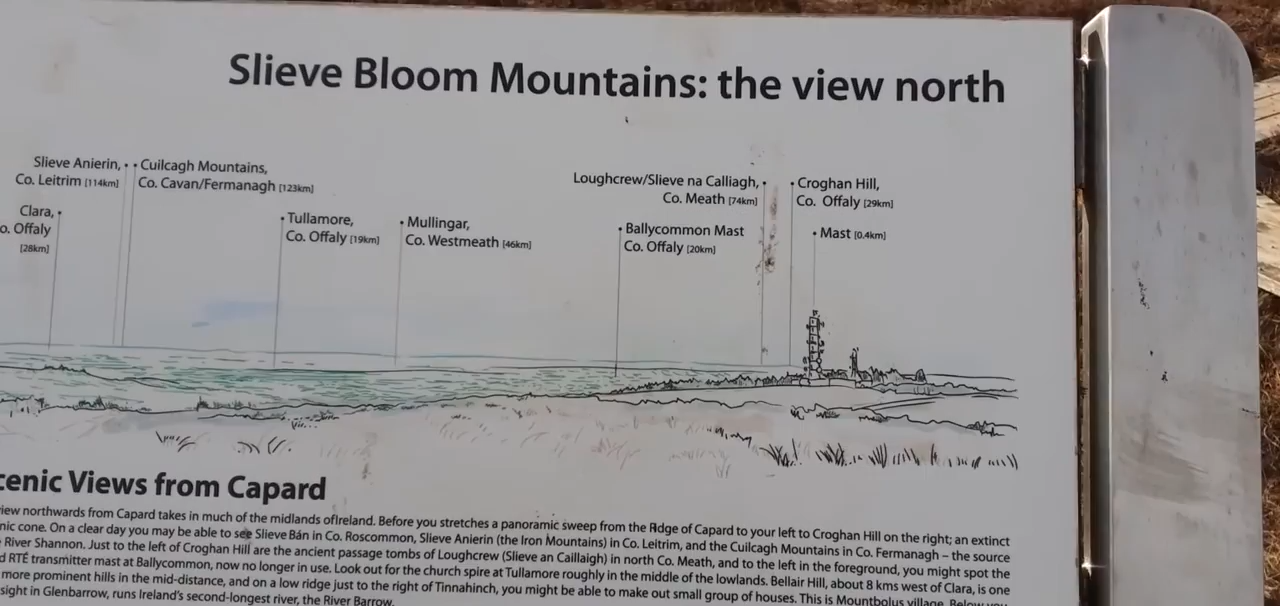 Slieve Bloom Mountains: the view north
Slieve Anierin,
Co. Leitrim [114km]
Cuilcagh Mountains,
Co. Cavan/Fermanagh [123km]
Loughcrew/Slieve na Calliagh,
Co. Meath [74km]
Croghan Hill,
Co. Offaly [29km]
Clara,
o. Offaly
[28km]
Tullamore,
Co. Offaly [19km]
Mullingar,
Co. Westmeath [46km]
Ballycommon Mast
Co. Offaly [20km]
Mast [0.4km]
cenic Views from Capard
iew northwards from Capard takes in much of the midlands of Ireland. Before you stretches a panoramic sweep from the Ridge of Capard to your left to Croghan Hill on the right; an extinct
nic cone. On a clear day you may be able to see Slieve Bán in Co. Roscommon, Slieve Anierin (the Iron Mountains) in Co. Leitrim, and the Cuilcagh Mountains in Co. Fermanagh – the source
River Shannon. Just to the left of Croghan Hill are the ancient passage tombs of Loughcrew (Slieve an Caillaigh) in north Co. Meath, and to the left in the foreground, you might spot the
d RTÉ transmitter mast at Ballycommon, now no longer in use. Look out for the church spire at Tullamore roughly in the middle of the lowlands. Bellair Hill, about 8 kms west of Clara, is one
more prominent hills in the mid-distance, and on a low ridge just to the right of Tinnahinch, you might be able to make out small group of houses. This is Mountbolus village. Below you
sight in Glenbarrow, runs Ireland's second-longest river, the River Barrow.